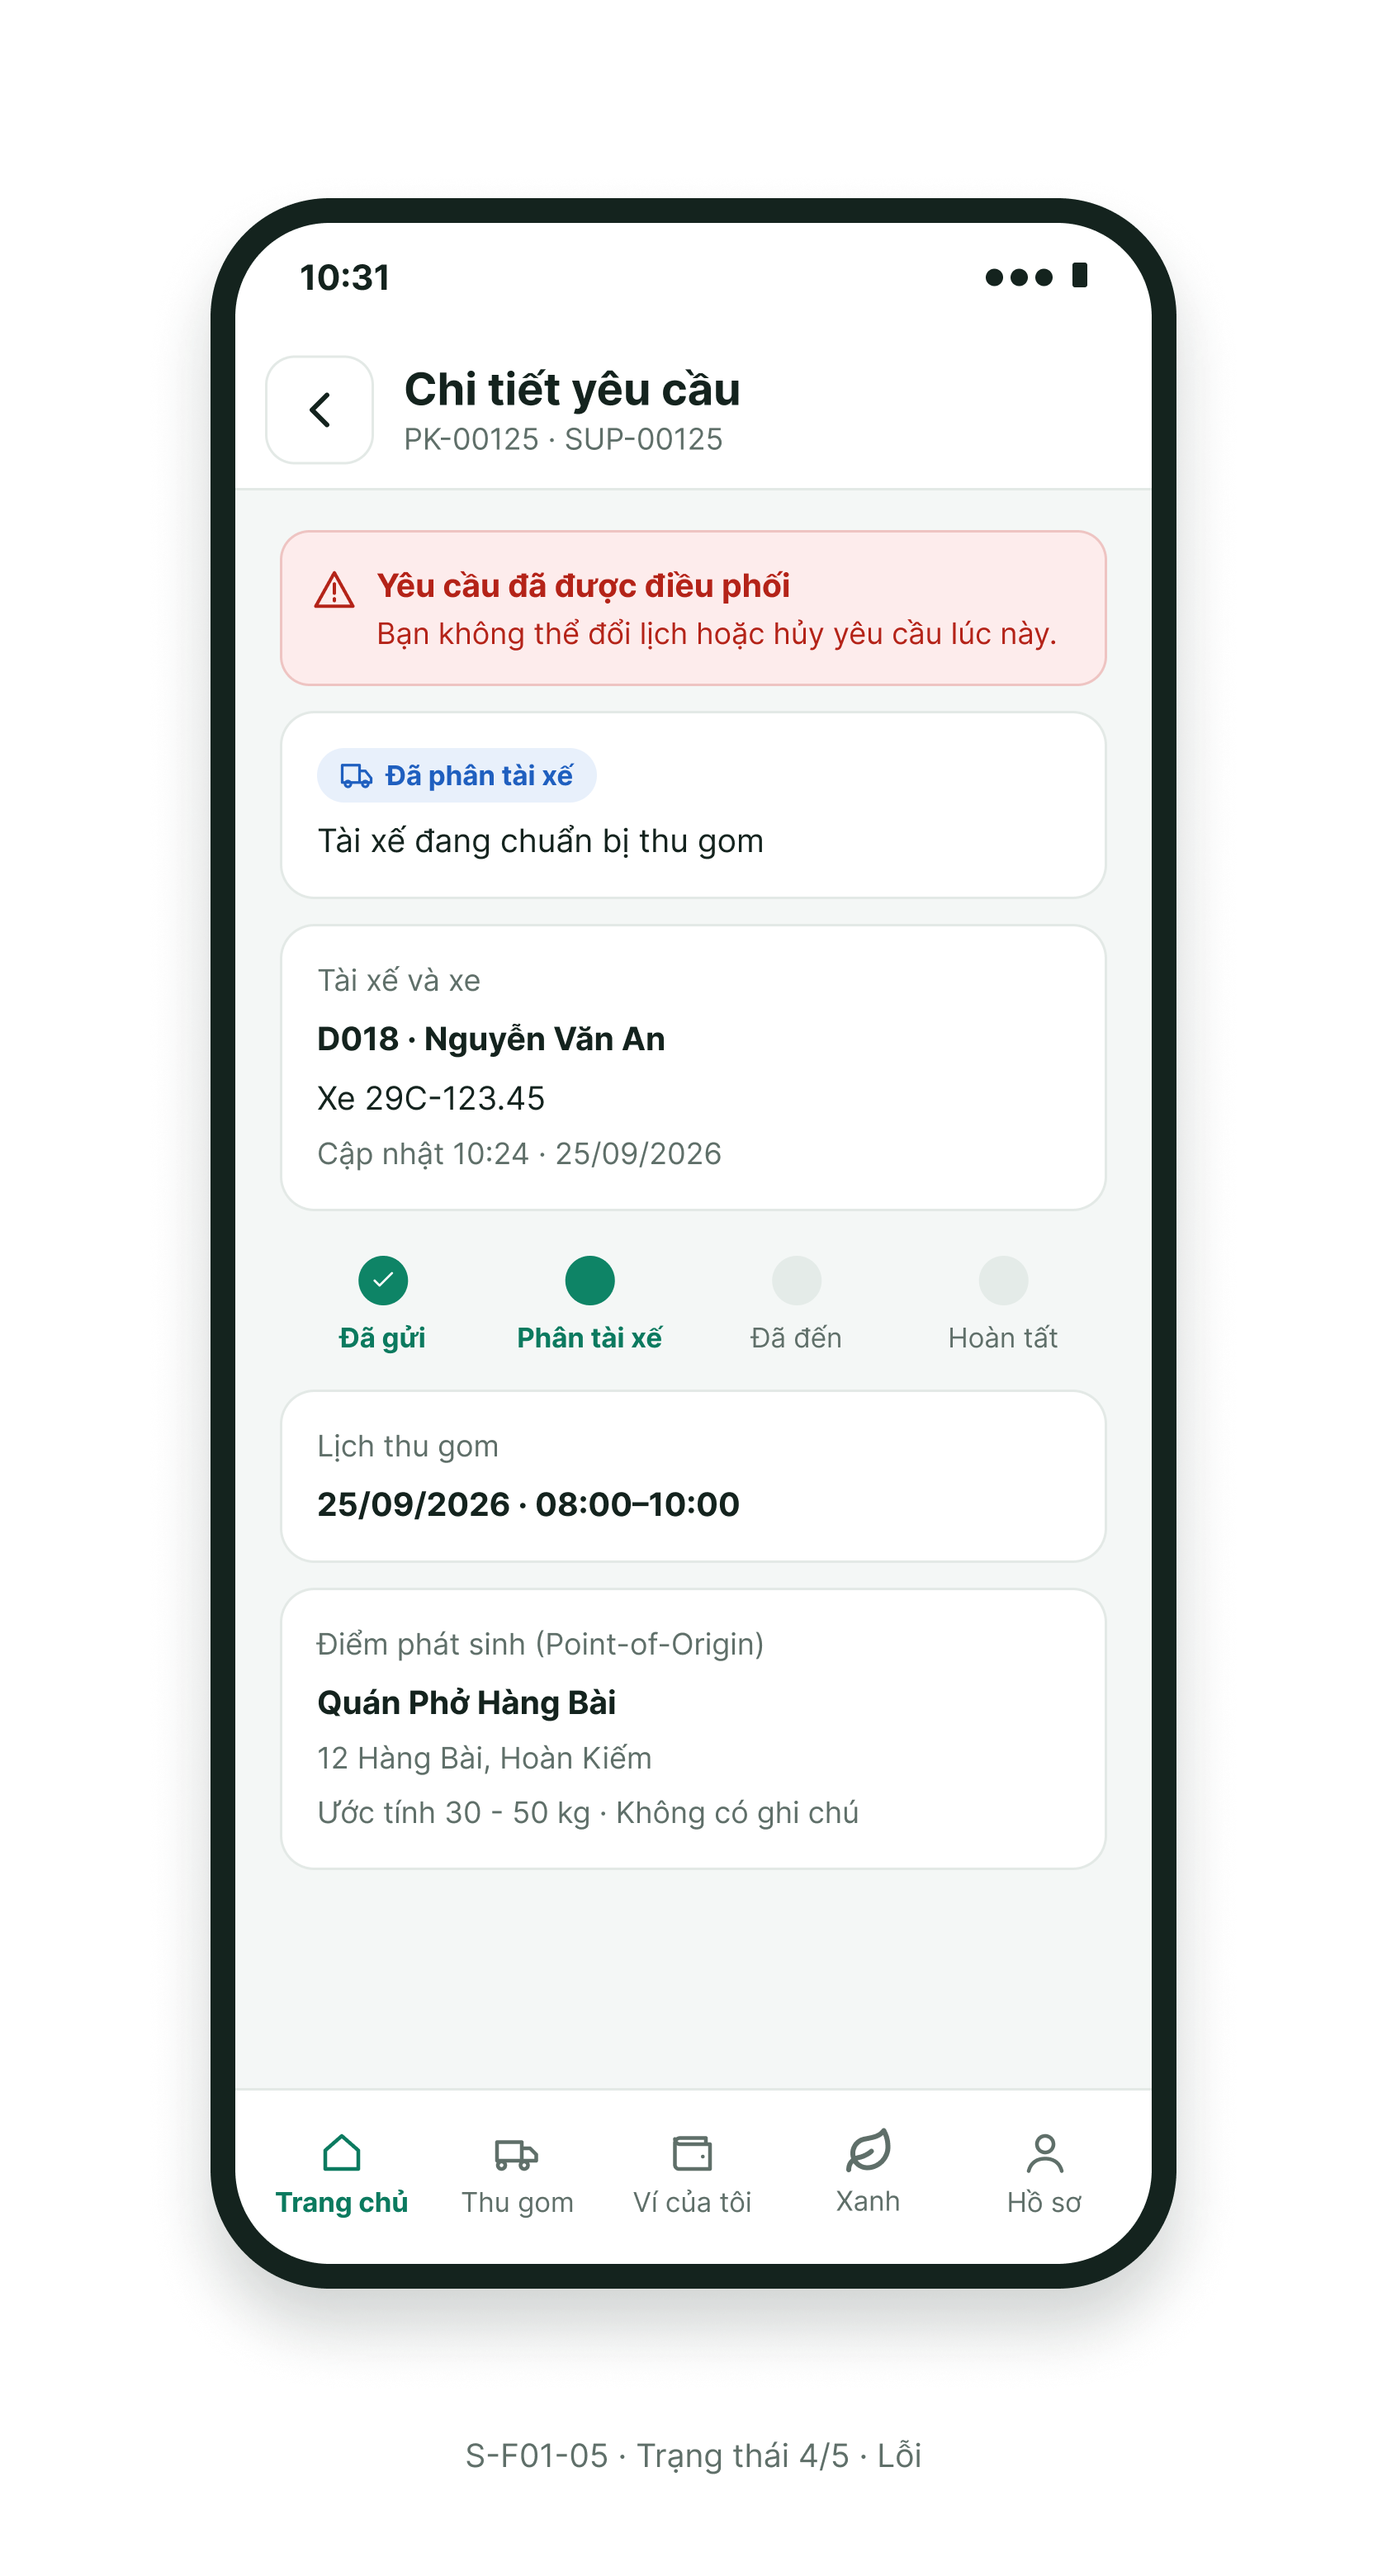 10:31
Chi tiết yêu cầu
PK-00125 · SUP-00125
Yêu cầu đã được điều phối
Bạn không thể đổi lịch hoặc hủy yêu cầu lúc này.
Đã phân tài xế
Tài xế đang chuẩn bị thu gom
Tài xế và xe
D018 · Nguyễn Văn An
Xe 29C-123.45
Cập nhật 10:24 · 25/09/2026
Đã gửi
Phân tài xế
Đã đến
Hoàn tất
Lịch thu gom
25/09/2026 · 08:00–10:00
Điểm phát sinh (Point-of-Origin)
Quán Phở Hàng Bài
12 Hàng Bài, Hoàn Kiếm
Ước tính 30 - 50 kg · Không có ghi chú
Trang chủ
Thu gom
Ví của tôi
Xanh
Hồ sơ
S-F01-05 · Trạng thái 4/5 · Lỗi